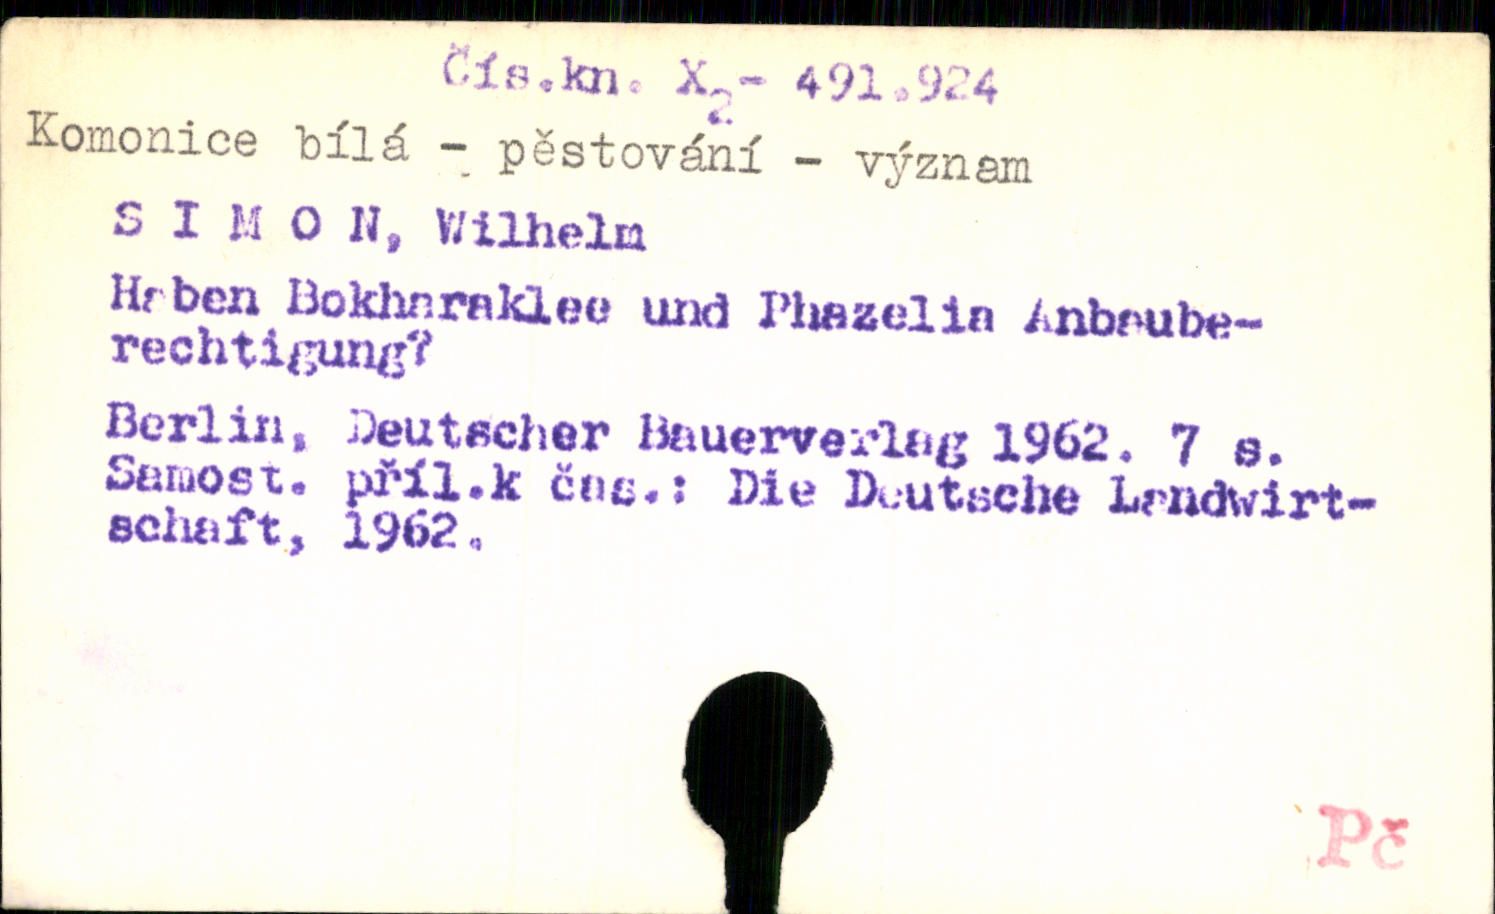 Čís.kn. X2- 491.924
Komonice bílá - pěstování - význam
S I M O N, Wilhelm
Haben Bokharaklee und Phazelia Anbaube-
rechtigung?
Berlin, Deutscher Bauerverlag 1962. 7 s.
Samost. příl.k čas.: Die Deutsche Landwirt-
schaft, 1962.
Pč